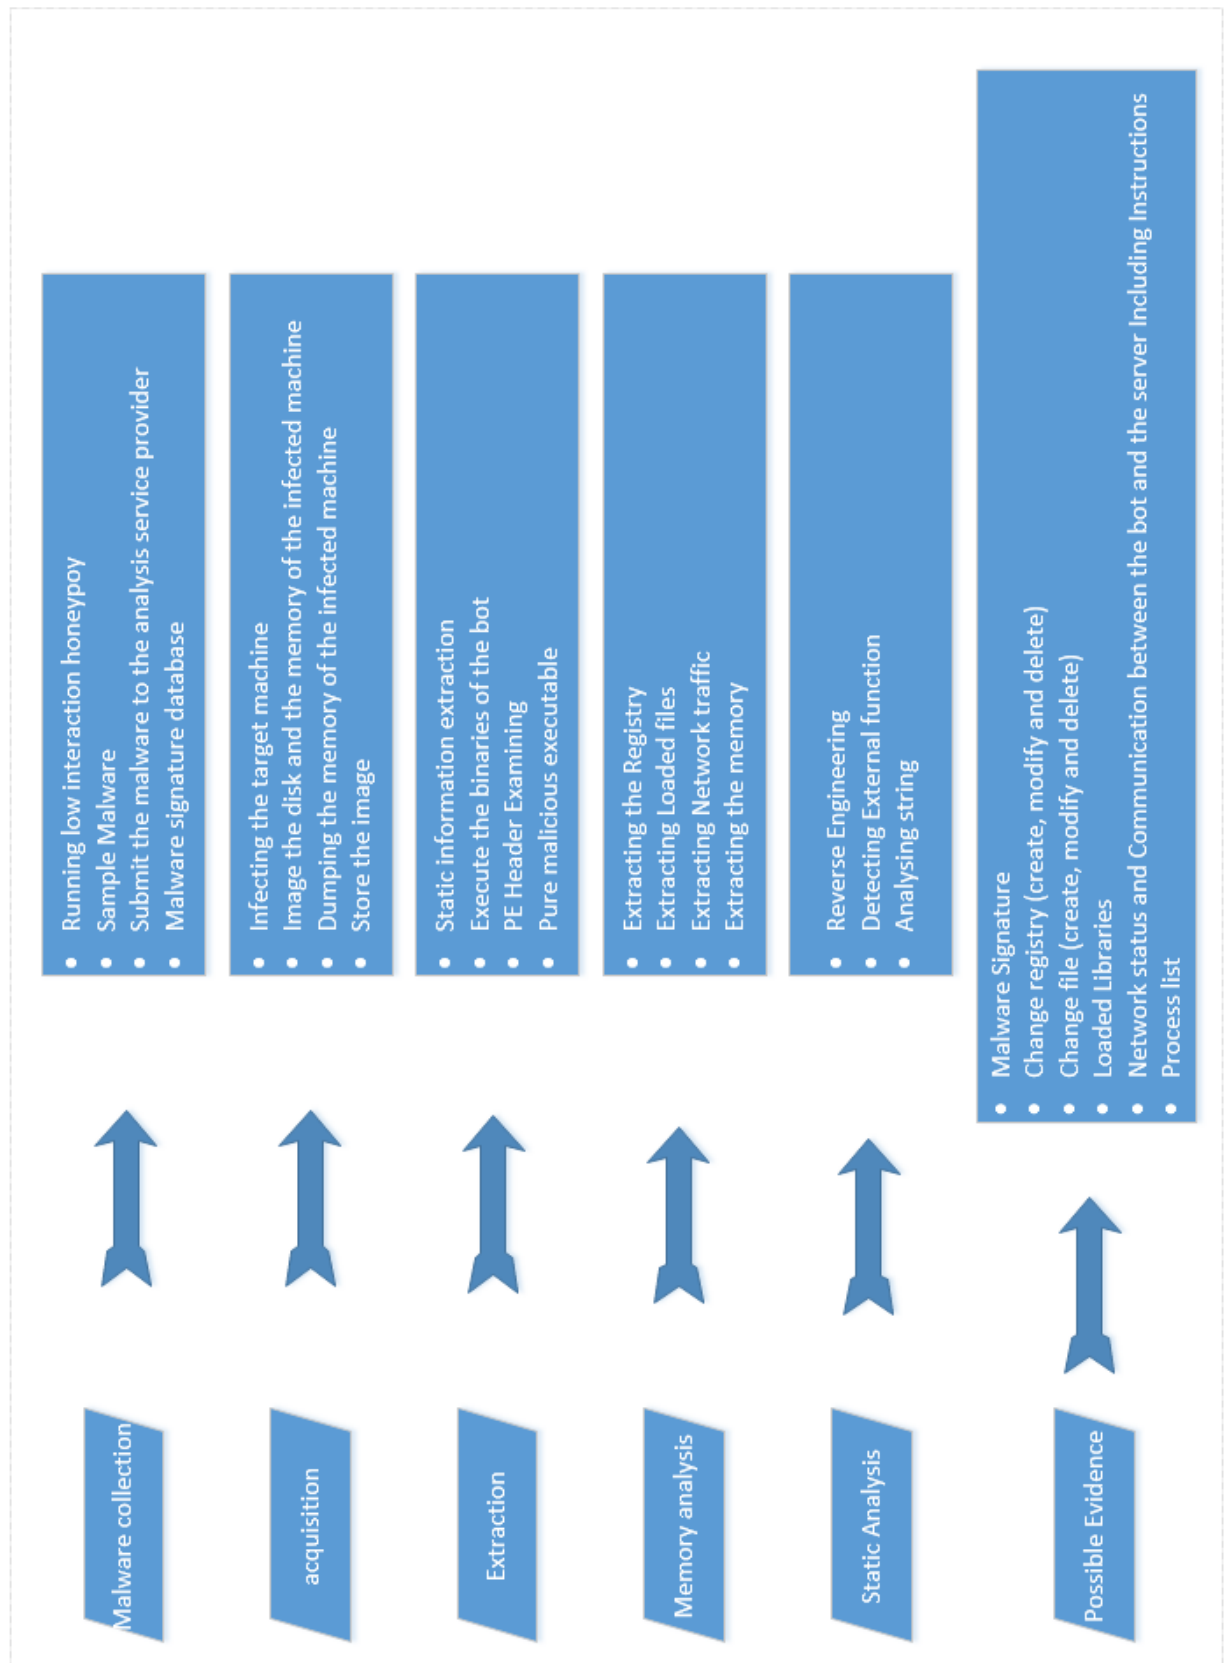 Malware collection
• Running low interaction honeypoy
• Sample Malware
• Submit the malware to the analysis service provider
• Malware signature database
acquisition
• Infecting the target machine
• Image the disk and the memory of the infected machine
• Dumping the memory of the infected machine
• Store the image
Extraction
• Static information extraction
• Execute the binaries of the bot
• PE Header Examining
• Pure malicious executable
Memory analysis
• Extracting the Registry
• Extracting Loaded files
• Extracting Network traffic
• Extracting the memory
Static Analysis
• Reverse Engineering
• Detecting External function
• Analysing string
Possible Evidence
• Malware Signature
• Change registry (create, modify and delete)
• Change file (create, modify and delete)
• Loaded Libraries
• Network status and Communication between the bot and the server Including Instructions
• Process list